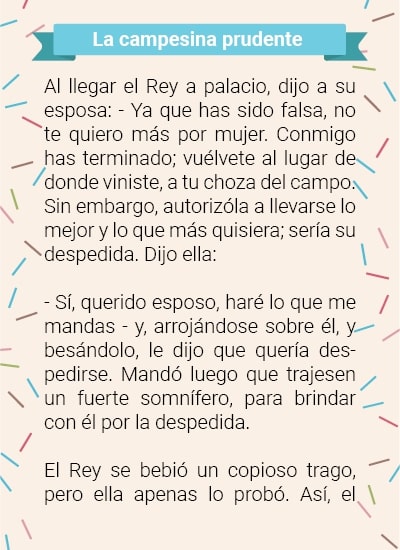 La campesina prudente
Al llegar el Rey a palacio, dijo a su
esposa: - Ya que has sido falsa, no
te quiero más por mujer. Conmigo
has terminado; vuélvete al lugar de
donde viniste, a tu choza del campo.
Sin embargo, autorizóla a llevarse lo
mejor y lo que más quisiera; sería su
despedida. Dijo ella:
- Sí, querido esposo, haré lo que me
mandas - y, arrojándose sobre él, y
besándolo, le dijo que quería des-
pedirse. Mandó luego que trajesen
un fuerte somnífero, para brindar
con él por la despedida.
El Rey se bebió un copioso trago,
pero ella apenas lo probó. Así, el